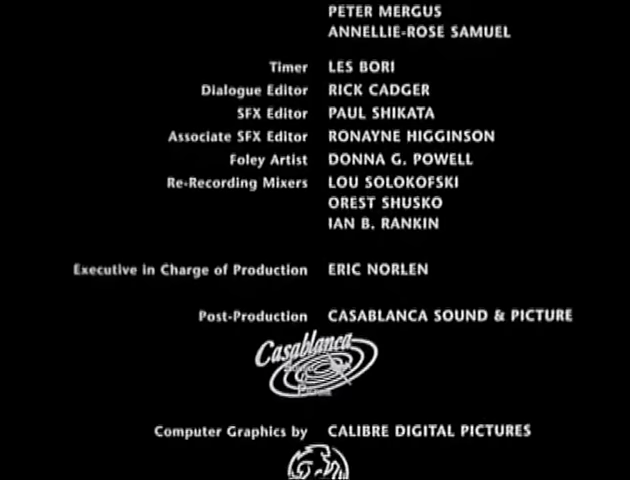 PETER MERGUS
ANNELLIE-ROSE SAMUEL
Timer LES BORI
Dialogue Editor RICK CADGER
SFX Editor PAUL SHIKATA
Associate SFX Editor RONAYNE HIGGINSON
Foley Artist DONNA G. POWELL
Re-Recording Mixers LOU SOLOKOFSKI
OREST SHUSKO
IAN B. RANKIN
Executive in Charge of Production ERIC NORLEN
Post-Production CASABLANCA SOUND & PICTURE
Casablanca
Computer Graphics by CALIBRE DIGITAL PICTURES